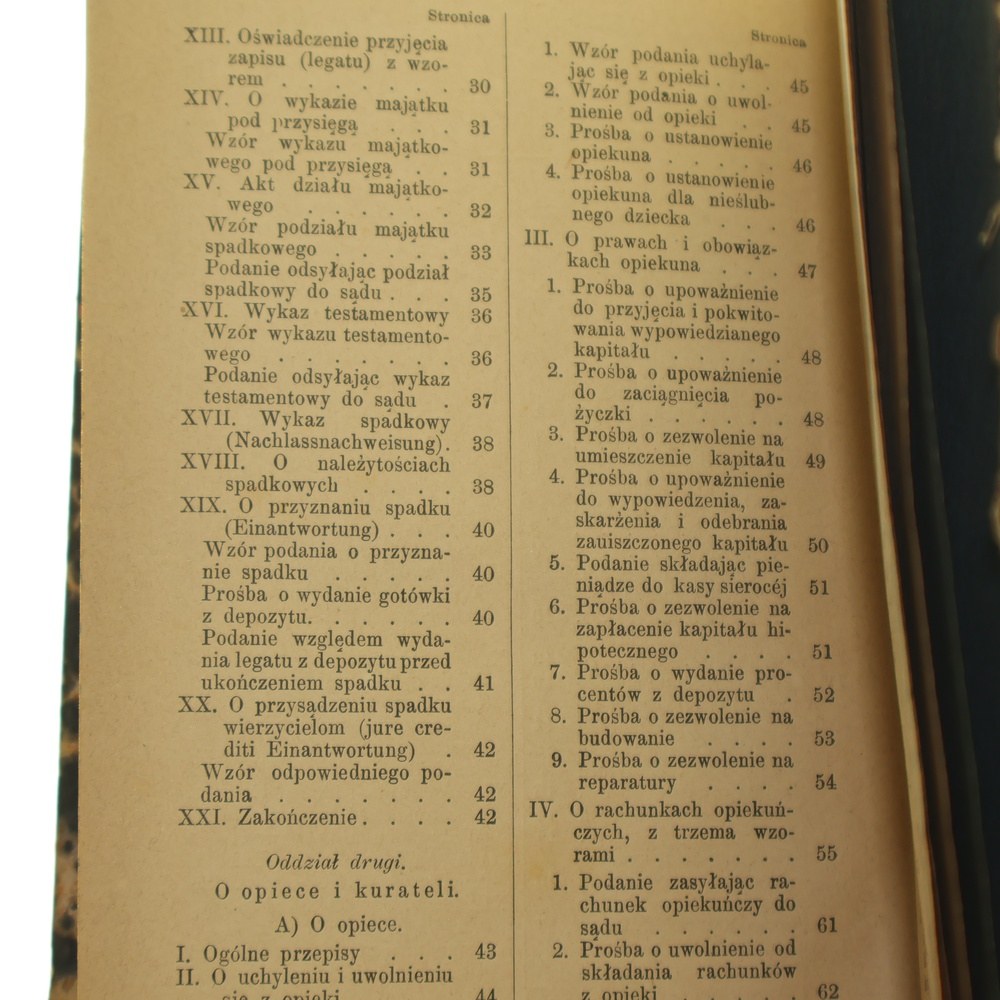 Stronica
XIII. Oświadczenie przyjęcia
zapisu (legatu) z wzo-
rem . . . . . . . 30
XIV. O wykazie majątku
pod przysięgą . . . 31
Wzór wykazu majątko-
wego pod przysięgą . . 31
XV. Akt działu majątko-
wego . . . . . . 32
Wzór podziału majątku
spadkowego . . . . . 33
Podanie odsyłając podział
spadkowy do sądu . . . 35
XVI. Wykaz testamentowy 36
Wzór wykazu testamento-
wego . . . . . . . 36
Podanie odsyłając wykaz
testamentowy do sądu . 37
XVII. Wykaz spadkowy
(Nachlassnachweisung). 38
XVIII. O należytościach
spadkowych . . . . 38
XIX. O przyznaniu spadku
(Einantwortung) . . . 40
Wzór podania o przyzna-
nie spadku . . . . . 40
Prośba o wydanie gotówki
z depozytu. . . . . . 40
Podanie względem wyda-
nia legatu z depozytu przed
ukończeniem spadku . . 41
XX. O przysądzeniu spadku
wierzycielom (jure cre-
diti Einantwortung) . 42
Wzór odpowiedniego po-
dania . . . . . . . 42
XXI. Zakończenie . . . . 42
Oddział drugi.
O opiece i kurateli.
A) O opiece.
I. Ogólne przepisy . . . 43
II. O uchyleniu i uwolnieniu
się z opieki 44
Stronica
1. Wzór podania uchyla-
jąc się z opieki . . . 45
2. Wzór podania o uwol-
nienie od opieki . . 45
3. Prośba o ustanowienie
opiekuna . . . . . 46
4. Prośba o ustanowienie
opiekuna dla nieślub-
nego dziecka . . . 46
III. O prawach i obowiąz-
kach opiekuna . . . 47
1. Prośba o upoważnienie
do przyjęcia i pokwito-
wania wypowiedzianego
kapitału . . . . . 48
2. Prośba o upoważnienie
do zaciągnięcia po-
życzki . . . . . . 48
3. Prośba o zezwolenie na
umieszczenie kapitału 49
4. Prośba o upoważnienie
do wypowiedzenia, za-
skarżenia i odebrania
zauiszczonego kapitału 50
5. Podanie składając pie-
niądze do kasy sierocéj 51
6. Prośba o zezwolenie na
zapłacenie kapitału hi-
potecznego . . . . 51
7. Prośba o wydanie pro-
centów z depozytu . 52
8. Prośba o zezwolenie na
budowanie . . . . 53
9. Prośba o zezwolenie na
reparatury . . . . 54
IV. O rachunkach opiekuń-
czych, z trzema wzo-
rami . . . . . . . 55
1. Podanie zasyłając ra-
chunek opiekuńczy do
sądu . . . . . . 61
2. Prośba o uwolnienie od
składania rachunków
z opieki . . . . . 62